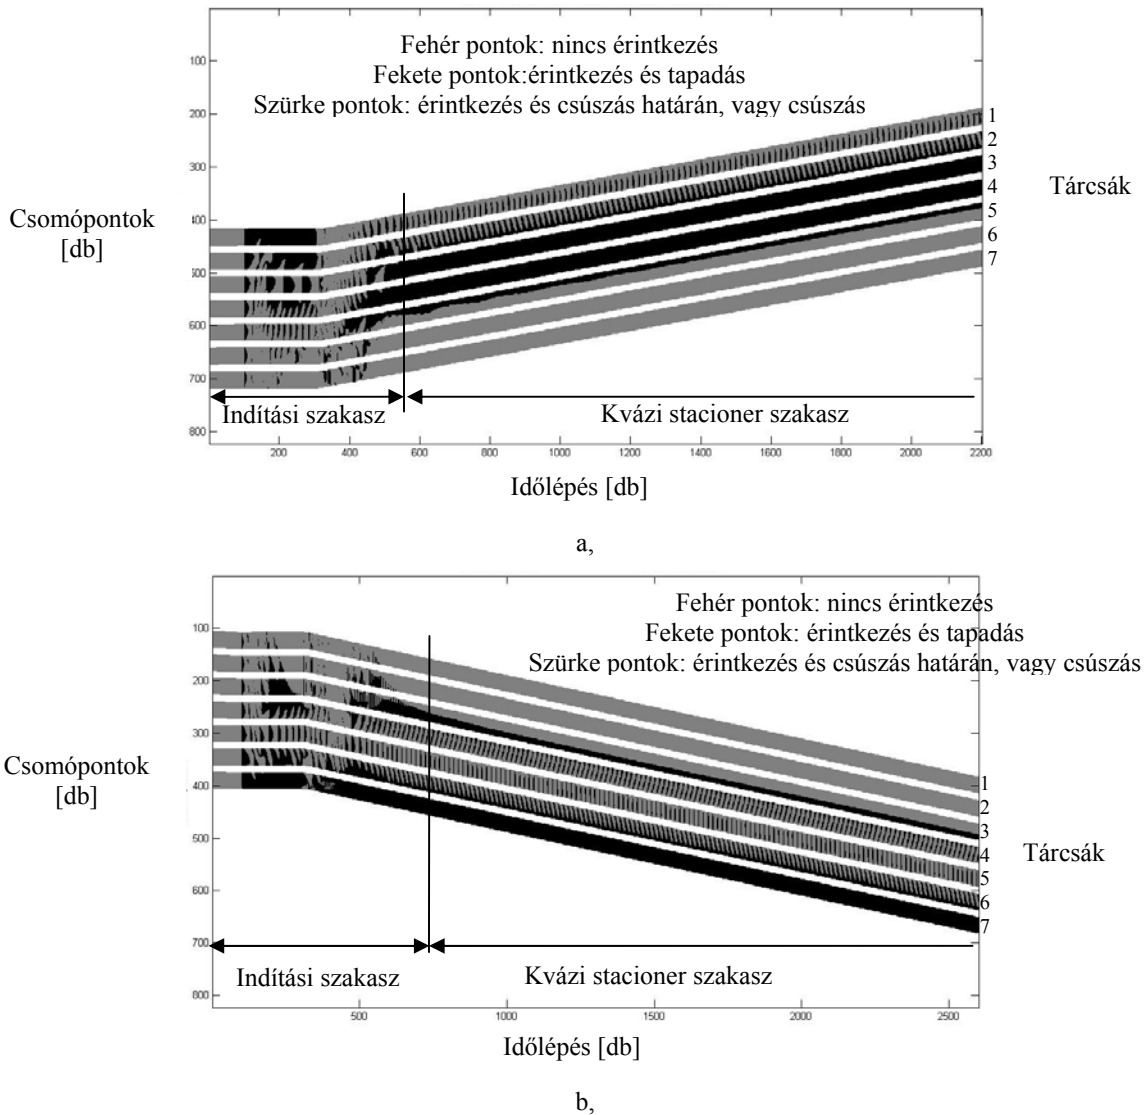 Fehér pontok: nincs érintkezés
Fekete pontok:érintkezés és tapadás
Szürke pontok: érintkezés és csúszás határán, vagy csúszás
100
200
300
400
500
600
700
800
Csomópontok
[db]
1
2
3
4
5
6
7
Tárcsák
Indítási szakasz
Kvázi stacioner szakasz
200
400
600
800
1000
1200
1400
1600
1800
2000
2200
Időlépés [db]
a,
Fehér pontok: nincs érintkezés
Fekete pontok: érintkezés és tapadás
Szürke pontok: érintkezés és csúszás határán, vagy csúszás
100
200
300
400
500
600
700
800
Csomópontok
[db]
1
2
3
4
5
6
7
Tárcsák
Indítási szakasz
Kvázi stacioner szakasz
500
1000
1500
2000
2500
Időlépés [db]
b,